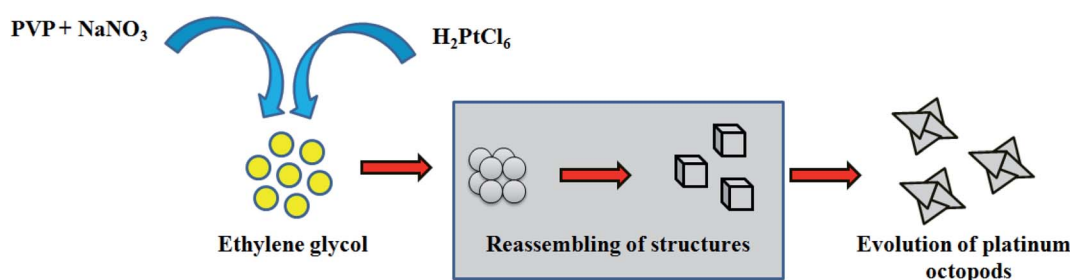 PVP + NaNO₃
H₂PtCl₆
Ethylene glycol
Reassembling of structures
Evolution of platinum
octopods